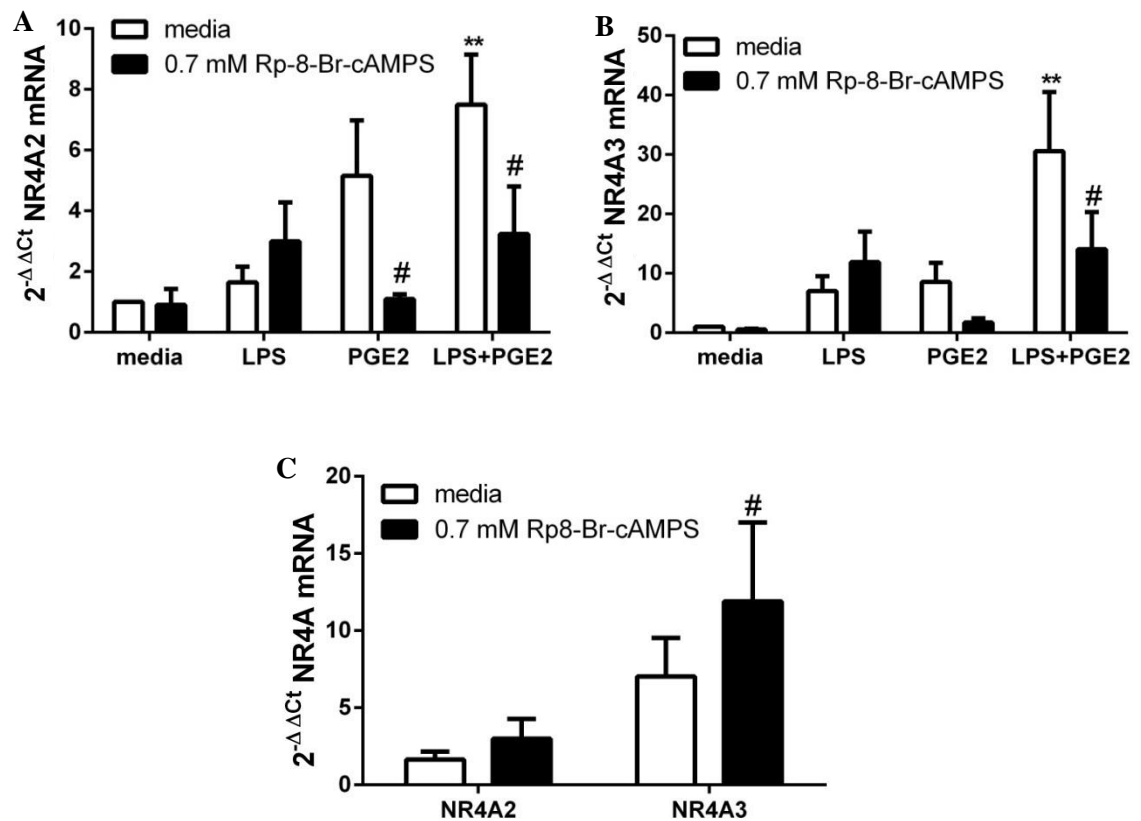 A
2-Δ ΔCt NR4A2 mRNA
10
8
6
4
2
0
media
0.7 mM Rp-8-Br-cAMPS
**
#
#
media LPS PGE2 LPS+PGE2
B
2-Δ ΔCt NR4A3 mRNA
50
40
30
20
10
0
media
0.7 mM Rp-8-Br-cAMPS
**
#
media LPS PGE2 LPS+PGE2
C
2-Δ ΔCt NR4A mRNA
20
15
10
5
0
media
0.7 mM Rp8-Br-cAMPS
#
NR4A2 NR4A3